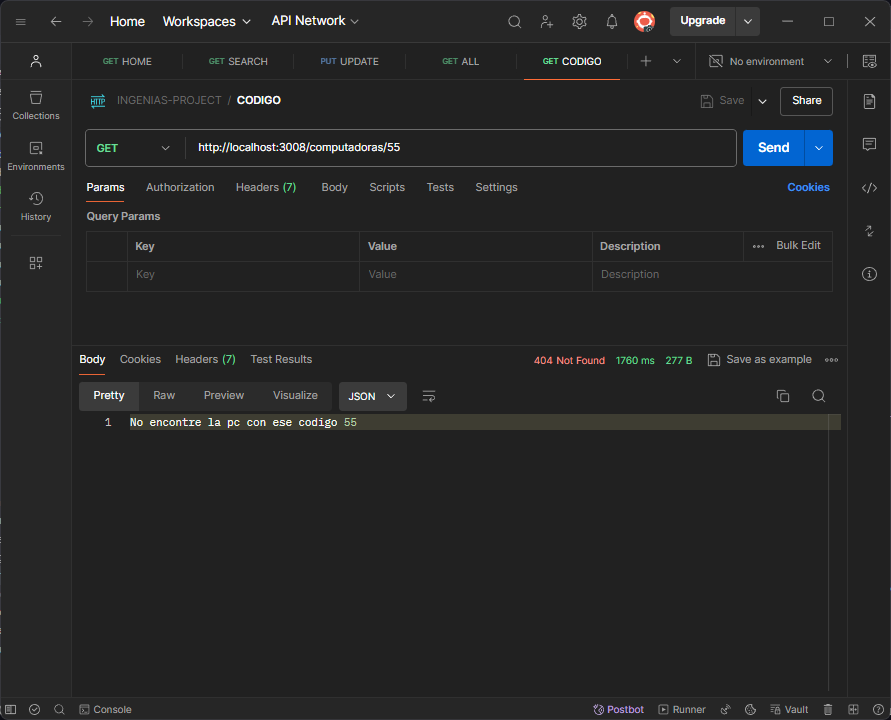 Home Workspaces API Network Upgrade
GET HOME GET SEARCH PUT UPDATE GET ALL GET CODIGO No environment
HTTP INGENIAS-PROJECT / CODIGO Save Share
Collections
Environments
History
GET http://localhost:3008/computadoras/55 Send
Params Authorization Headers (7) Body Scripts Tests Settings Cookies
Query Params
Key Value Description Bulk Edit
Key Value Description
Body Cookies Headers (7) Test Results 404 Not Found 1760 ms 277 B Save as example
Pretty Raw Preview Visualize JSON
1 No encontre la pc con ese codigo 55
Console Postbot Runner Vault